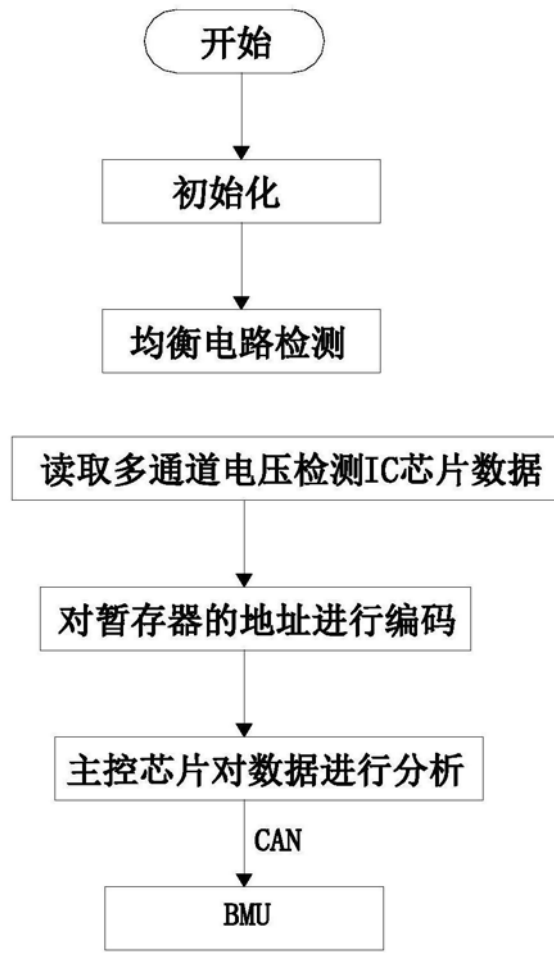 开始
初始化
均衡电路检测
读取多通道电压检测IC芯片数据
对暂存器的地址进行编码
主控芯片对数据进行分析
CAN
BMU